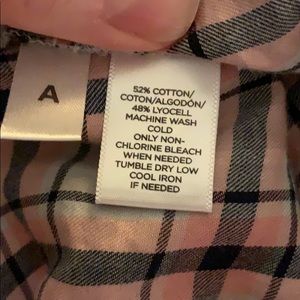 A
52% COTTON/
COTON/ALGODÓN/
48% LYOCELL
MACHINE WASH
COLD
ONLY NON-
CHLORINE BLEACH
WHEN NEEDED
TUMBLE DRY LOW
COOL IRON
IF NEEDED